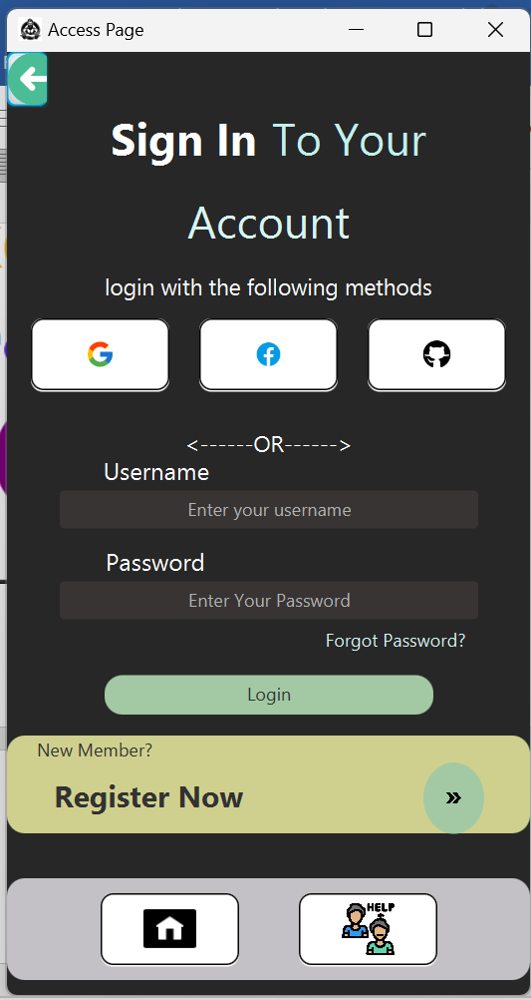 Access Page
Sign In To Your
Account
login with the following methods
<------OR------>
Username
Enter your username
Password
Enter Your Password
Forgot Password?
Login
New Member?
Register Now
»
HELP